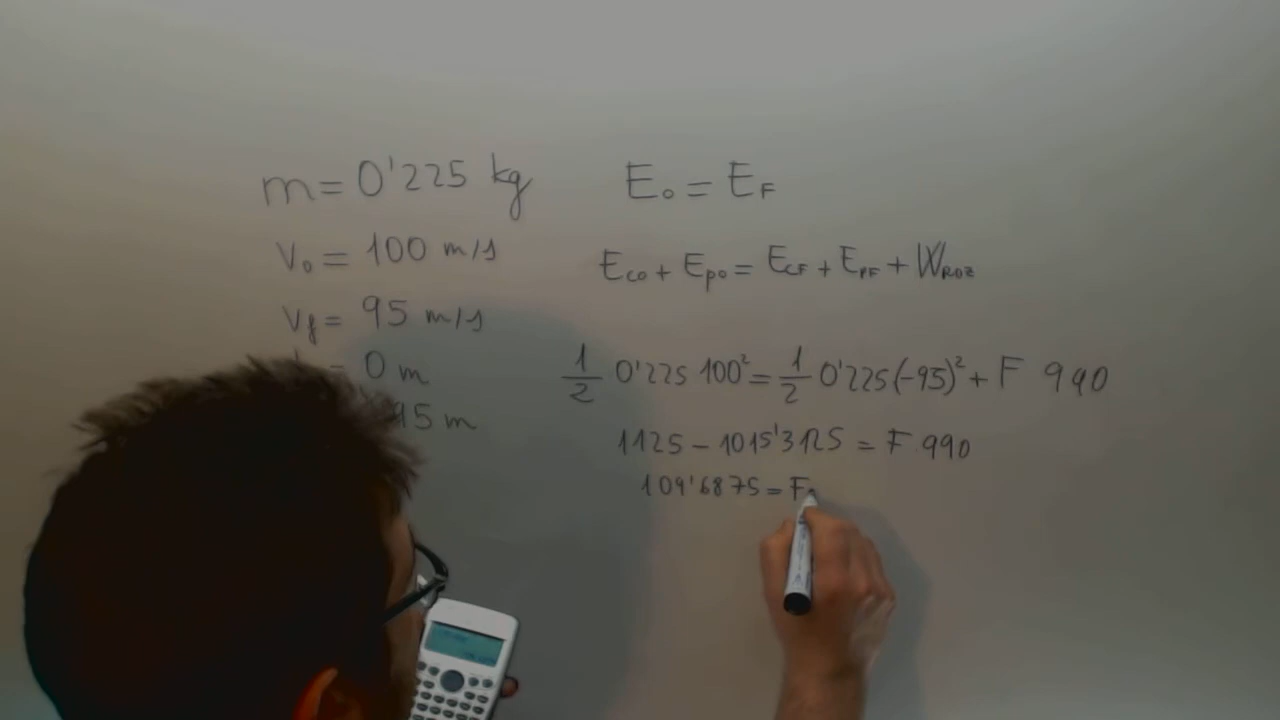 m = 0'225 kg
V₀ = 100 m/s
V_f = 95 m/s
0 m
95 m
E₀ = E_F
E_C0 + E_P0 = E_CF + E_PF + W_ROZ
1/2 0'225 100² = 1/2 0'225 (-95)² + F 990
1125 - 1015'3125 = F 990
109'6875 = F